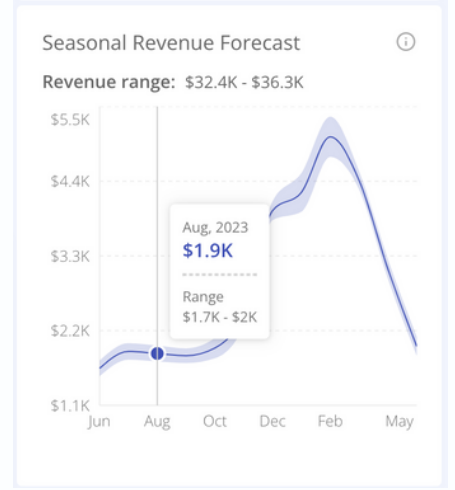 Seasonal Revenue Forecast
Revenue range: $32.4K - $36.3K
$5.5K
$4.4K
$3.3K
$2.2K
$1.1K
Aug, 2023
$1.9K
Range
$1.7K - $2K
Jun Aug Oct Dec Feb May